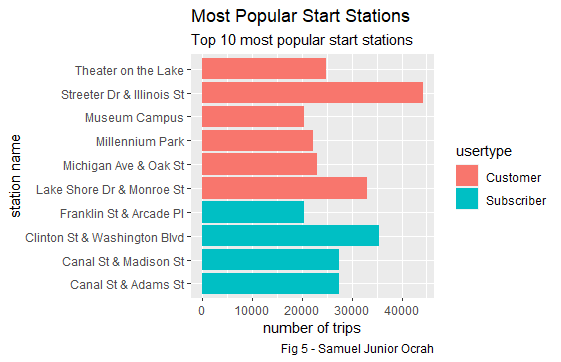 Most Popular Start Stations
Top 10 most popular start stations
station name
Theater on the Lake
Streeter Dr & Illinois St
Museum Campus
Millennium Park
Michigan Ave & Oak St
Lake Shore Dr & Monroe St
Franklin St & Arcade Pl
Clinton St & Washington Blvd
Canal St & Madison St
Canal St & Adams St
0 10000 20000 30000 40000
number of trips
usertype
Customer
Subscriber
Fig 5 - Samuel Junior Ocrah